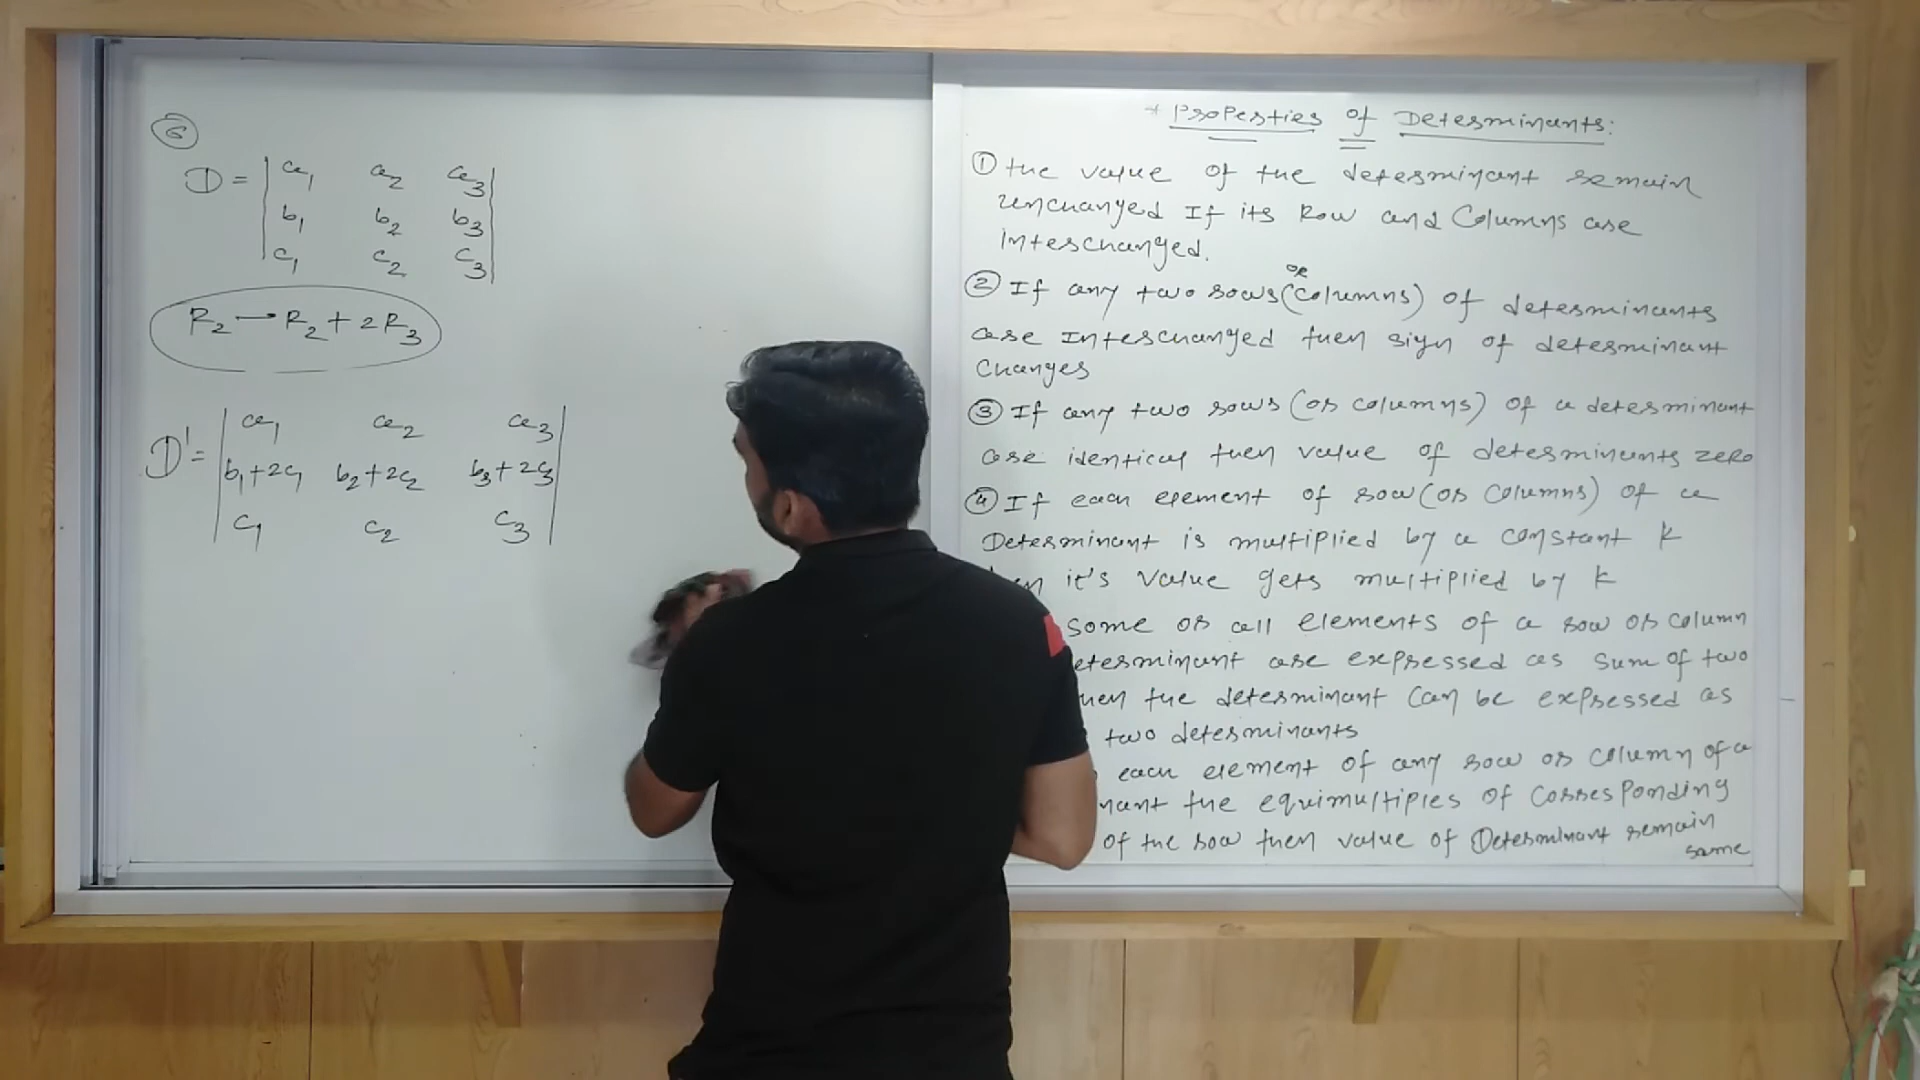 6
D = | a₁ a₂ a₃ |
| b₁ b₂ b₃ |
| c₁ c₂ c₃ |
R₂ → R₂ + 2R₃
D' = | a₁ a₂ a₃ |
| b₁+2c₁ b₂+2c₂ b₃+2c₃ |
| c₁ c₂ c₃ |
* Properties of Determinants:
① the value of the determinant remain
unchanged If its Row and Columns are
interchanged.
② If any two rows (or columns) of determinants
are Interchanged then sign of determinant
changes
③ If any two rows (or columns) of a determinant
are identical then value of determinants zero
④ If each element of row (or columns) of a
Determinant is multiplied by a constant k
it's value gets multiplied by k
some or all elements of a row or column
are expressed as sum of two
the determinant can be expressed as
two determinants
each element of any row or column of a
the equimultiples of corresponding
of the row then value of Determinant remain
same